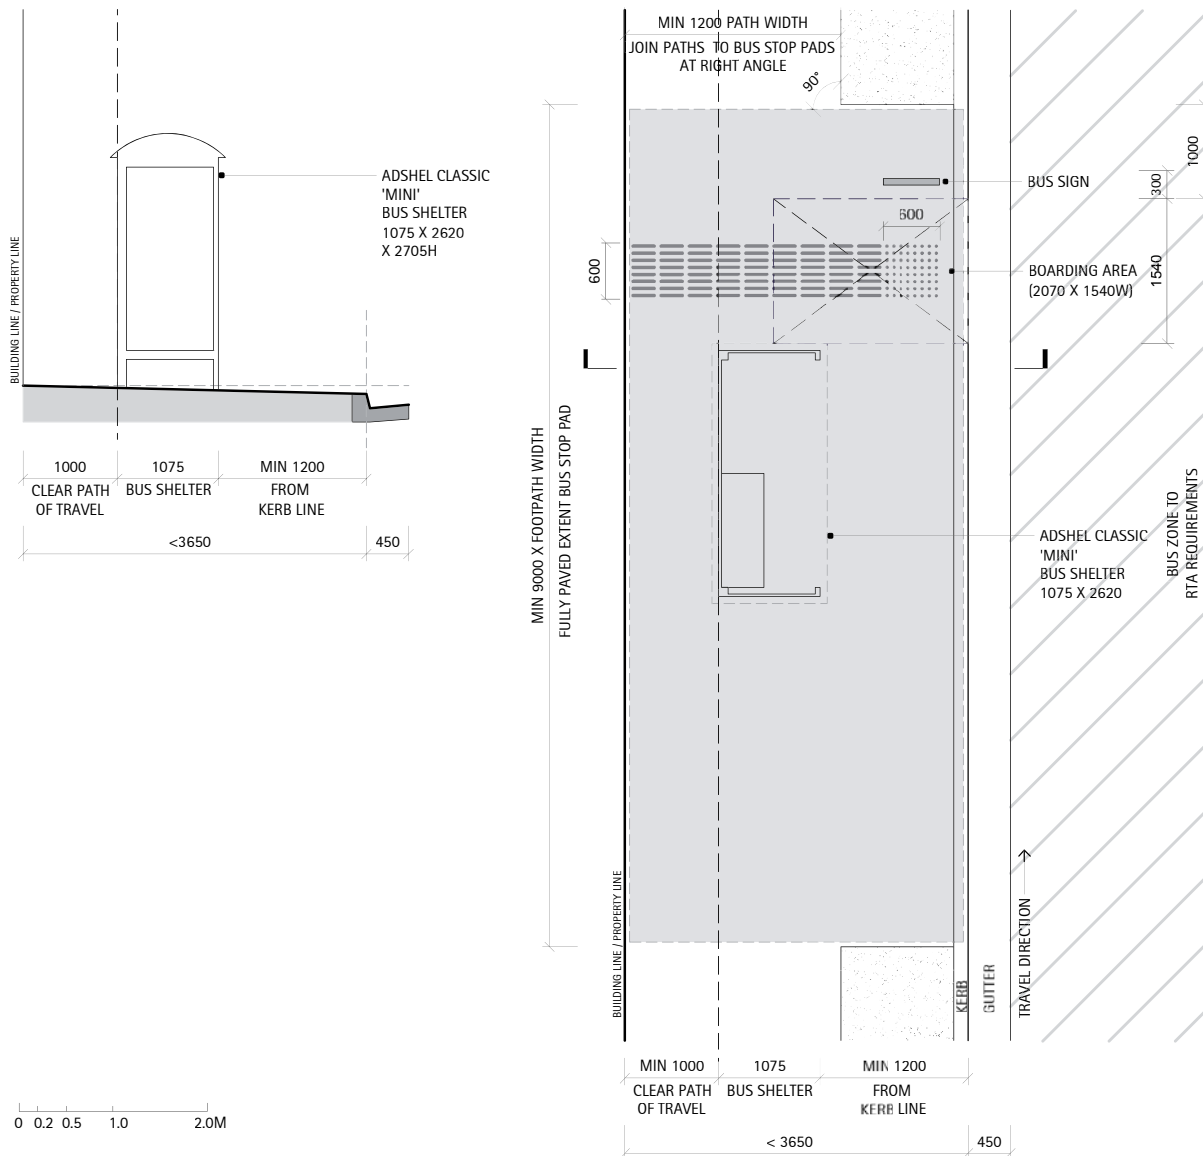 ADSHEL CLASSIC
'MINI'
BUS SHELTER
1075 X 2620
X 2705H
BUILDING LINE / PROPERTY LINE
1000
1075
MIN 1200
CLEAR PATH
OF TRAVEL
BUS SHELTER
FROM
KERB LINE
<3650
450
0 0.2 0.5 1.0 2.0M
MIN 1200 PATH WIDTH
JOIN PATHS TO BUS STOP PADS
AT RIGHT ANGLE
90°
1000
300
BUS SIGN
600
600
BOARDING AREA
(2070 X 1540W)
1540
MIN 9000 X FOOTPATH WIDTH
FULLY PAVED EXTENT BUS STOP PAD
ADSHEL CLASSIC
'MINI'
BUS SHELTER
1075 X 2620
BUS ZONE TO
RTA REQUIREMENTS
BUILDING LINE / PROPERTY LINE
KERB
GUTTER
TRAVEL DIRECTION
MIN 1000
1075
MIN 1200
CLEAR PATH
OF TRAVEL
BUS SHELTER
FROM
KERB LINE
< 3650
450